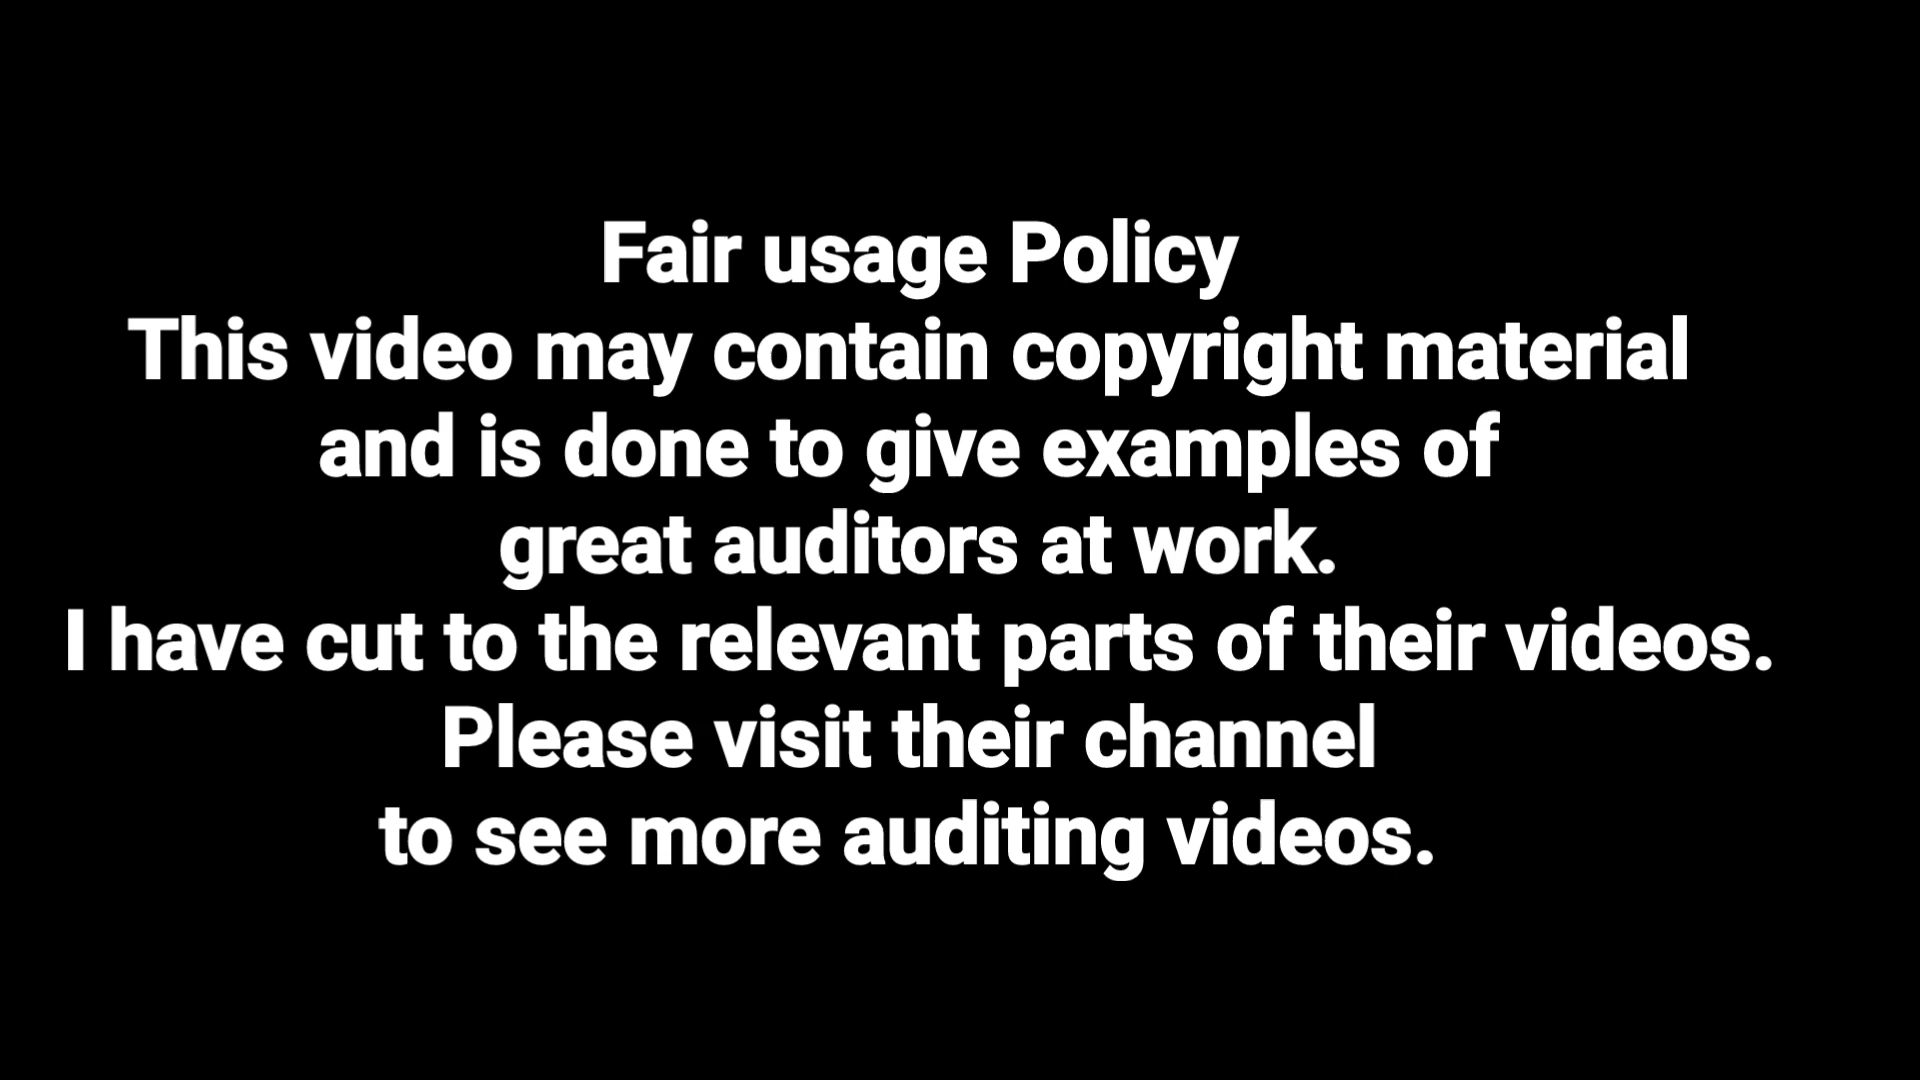 Fair usage Policy
This video may contain copyright material
and is done to give examples of
great auditors at work.
I have cut to the relevant parts of their videos.
Please visit their channel
to see more auditing videos.